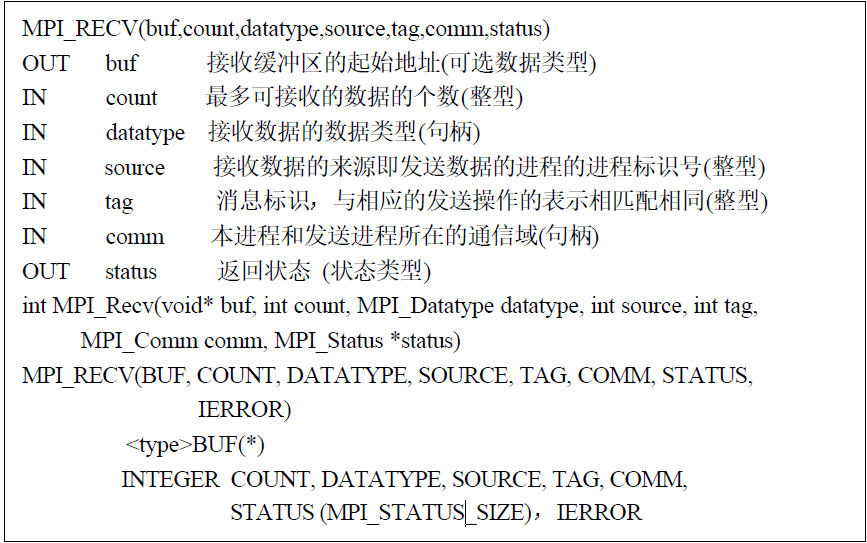 MPI_RECV(buf,count,datatype,source,tag,comm,status)
OUT buf 接收缓冲区的起始地址(可选数据类型)
IN count 最多可接收的数据的个数(整型)
IN datatype 接收数据的数据类型(句柄)
IN source 接收数据的来源即发送数据的进程的进程标识号(整型)
IN tag 消息标识，与相应的发送操作的表示相匹配相同(整型)
IN comm 本进程和发送进程所在的通信域(句柄)
OUT status 返回状态 (状态类型)
int MPI_Recv(void* buf, int count, MPI_Datatype datatype, int source, int tag,
MPI_Comm comm, MPI_Status *status)
MPI_RECV(BUF, COUNT, DATATYPE, SOURCE, TAG, COMM, STATUS,
IERROR)
<type>BUF(*)
INTEGER COUNT, DATATYPE, SOURCE, TAG, COMM,
STATUS (MPI_STATUS_SIZE)，IERROR